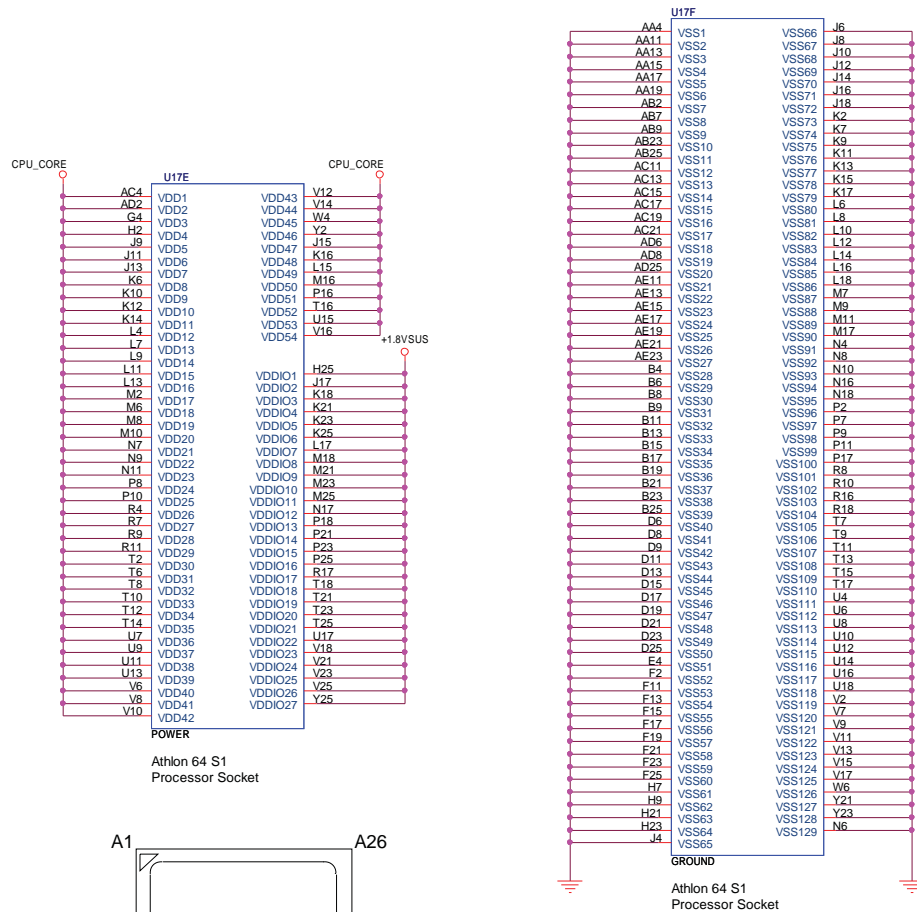 CPU_CORE CPU_CORE
U17E
AC4 VDD1 VDD43 V12
AD2 VDD2 VDD44 V14
G4 VDD3 VDD45 W4
H2 VDD4 VDD46 Y2
J9 VDD5 VDD47 J15
J11 VDD6 VDD48 K16
J13 VDD7 VDD49 L15
K6 VDD8 VDD50 M16
K10 VDD9 VDD51 P16
K12 VDD10 VDD52 T16
K14 VDD11 VDD53 U15
L4 VDD12 VDD54 V16
+1.8VSUS
L7 VDD13
L9 VDD14
L11 VDD15 VDDIO1 H25
L13 VDD16 VDDIO2 J17
M2 VDD17 VDDIO3 K18
M6 VDD18 VDDIO4 K21
M8 VDD19 VDDIO5 K23
M10 VDD20 VDDIO6 K25
N7 VDD21 VDDIO7 L17
N9 VDD22 VDDIO8 M18
N11 VDD23 VDDIO9 M21
P8 VDD24 VDDIO10 M23
P10 VDD25 VDDIO11 M25
R4 VDD26 VDDIO12 N17
R7 VDD27 VDDIO13 P18
R9 VDD28 VDDIO14 P21
R11 VDD29 VDDIO15 P23
T2 VDD30 VDDIO16 P25
T6 VDD31 VDDIO17 R17
T8 VDD32 VDDIO18 T18
T10 VDD33 VDDIO19 T21
T12 VDD34 VDDIO20 T23
T14 VDD35 VDDIO21 T25
U7 VDD36 VDDIO22 U17
U9 VDD37 VDDIO23 V18
U11 VDD38 VDDIO24 V21
U13 VDD39 VDDIO25 V23
V6 VDD40 VDDIO26 V25
V8 VDD41 VDDIO27 Y25
V10 VDD42
POWER
Athlon 64 S1
Processor Socket
A1 A26
U17F
AA4 VSS1 VSS66 J6
AA11 VSS2 VSS67 J8
AA13 VSS3 VSS68 J10
AA15 VSS4 VSS69 J12
AA17 VSS5 VSS70 J14
AA19 VSS6 VSS71 J16
AB2 VSS7 VSS72 J18
AB7 VSS8 VSS73 K2
AB9 VSS9 VSS74 K7
AB23 VSS10 VSS75 K9
AB25 VSS11 VSS76 K11
AC11 VSS12 VSS77 K13
AC13 VSS13 VSS78 K15
AC15 VSS14 VSS79 K17
AC17 VSS15 VSS80 L6
AC19 VSS16 VSS81 L8
AC21 VSS17 VSS82 L10
AD6 VSS18 VSS83 L12
AD8 VSS19 VSS84 L14
AD25 VSS20 VSS85 L16
AE11 VSS21 VSS86 L18
AE13 VSS22 VSS87 M7
AE15 VSS23 VSS88 M9
AE17 VSS24 VSS89 M11
AE19 VSS25 VSS90 M17
AE21 VSS26 VSS91 N4
AE23 VSS27 VSS92 N8
B4 VSS28 VSS93 N10
B6 VSS29 VSS94 N16
B8 VSS30 VSS95 N18
B9 VSS31 VSS96 P2
B11 VSS32 VSS97 P7
B13 VSS33 VSS98 P9
B15 VSS34 VSS99 P11
B17 VSS35 VSS100 P17
B19 VSS36 VSS101 R8
B21 VSS37 VSS102 R10
B23 VSS38 VSS103 R16
B25 VSS39 VSS104 R18
D6 VSS40 VSS105 T7
D8 VSS41 VSS106 T9
D9 VSS42 VSS107 T11
D11 VSS43 VSS108 T13
D13 VSS44 VSS109 T15
D15 VSS45 VSS110 T17
D17 VSS46 VSS111 U4
D19 VSS47 VSS112 U6
D21 VSS48 VSS113 U8
D23 VSS49 VSS114 U10
D25 VSS50 VSS115 U12
E4 VSS51 VSS116 U14
F2 VSS52 VSS117 U16
F11 VSS53 VSS118 U18
F13 VSS54 VSS119 V2
F15 VSS55 VSS120 V7
F17 VSS56 VSS121 V9
F19 VSS57 VSS122 V11
F21 VSS58 VSS123 V13
F23 VSS59 VSS124 V15
F25 VSS60 VSS125 V17
H7 VSS61 VSS126 W6
H9 VSS62 VSS127 Y21
H21 VSS63 VSS128 Y23
H23 VSS64 VSS129 N6
J4 VSS65
GROUND
Athlon 64 S1
Processor Socket